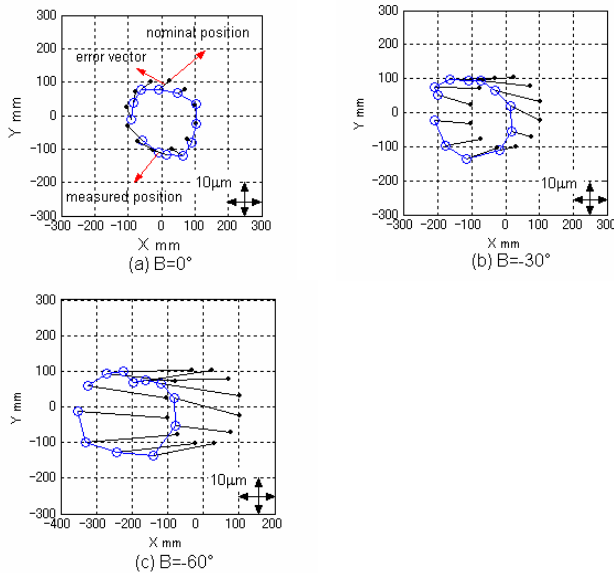 300
nominal position
200
error vector
100
Y mm
0
-100
-200
measured position
10μm
-300
-300 -200 -100 0 100 200 300
X mm
(a) B=0°
300
200
100
Y mm
0
-100
-200
10μm
-300
-300 -200 -100 0 100 200 300
X mm
(b) B=-30°
300
200
100
Y mm
0
-100
-200
10μm
-300
-400 -300 -200 -100 0 100 200
X mm
(c) B=-60°